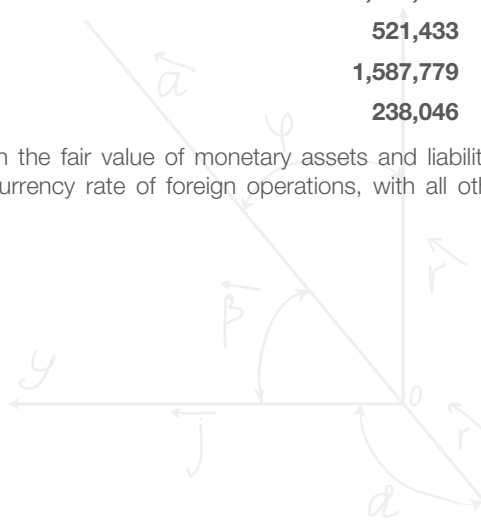 521,433
1,587,779
238,046
the fair value of monetary assets and
currency rate of foreign operations, with all
a
φ
r
β
y
0
j
r
d